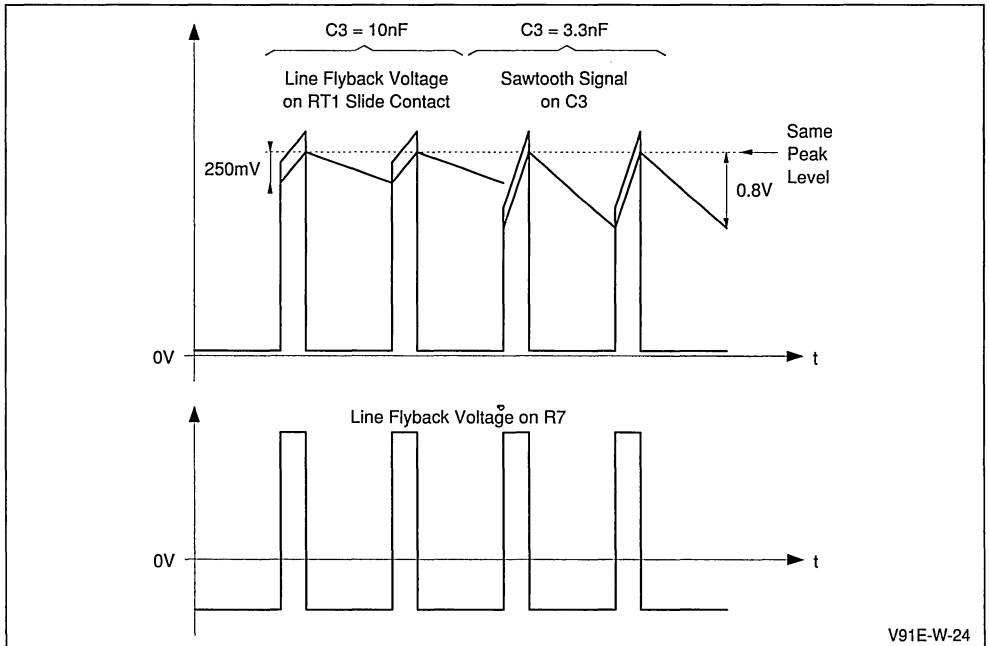 C3 = 10nF
C3 = 3.3nF
Line Flyback Voltage
on RT1 Slide Contact
Sawtooth Signal
on C3
Same
Peak
Level
250mV
0.8V
0V
t
Line Flyback Voltage on R7
0V
t
V91E-W-24